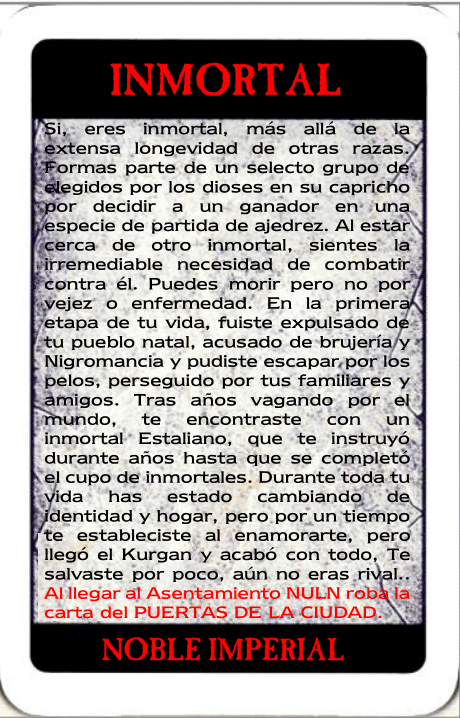 INMORTAL
Si, eres inmortal, más allá de la
extensa longevidad de otras razas.
Formas parte de un selecto grupo de
elegidos por los dioses en su capricho
por decidir a un ganador en una
especie de partida de ajedrez. Al estar
cerca de otro inmortal, sientes la
irremediable necesidad de combatir
contra él. Puedes morir pero no por
vejez o enfermedad. En la primera
etapa de tu vida, fuiste expulsado de
tu pueblo natal, acusado de brujería y
Nigromancia y pudiste escapar por los
pelos, perseguido por tus familiares y
amigos. Tras años vagando por el
mundo, te encontraste con un
inmortal Estaliano, que te instruyó
durante años hasta que se completó
el cupo de inmortales. Durante toda tu
vida has estado cambiando de
identidad y hogar, pero por un tiempo
te estableciste al enamorarte, pero
llegó el Kurgan y acabó con todo, Te
salvaste por poco, aún no eras rival..
Al llegar al Asentamiento NULN roba la
carta del PUERTAS DE LA CIUDAD.
NOBLE IMPERIAL